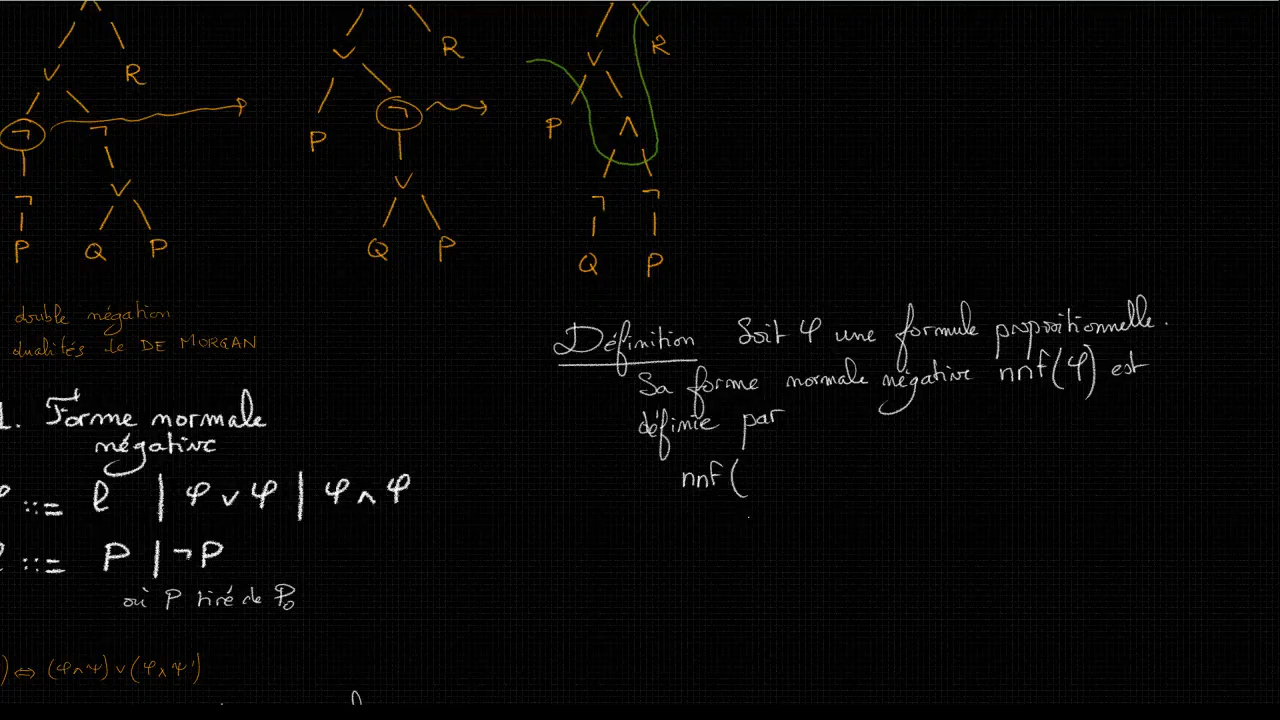 R
R
R
V
V
V
¬
¬
¬
P
P
Λ
¬
V
V
¬
¬
P
Q
P
Q
P
Q
P
double négation
dualités de DE MORGAN
Définition Soit φ une formule propositionnelle.
Sa forme normale négative nnf(φ) est
définie par
nnf(
1. Forme normale
négative
φ ::= l | φ ∨ φ | φ ∧ φ
l ::= P | ¬P
où P tiré de P₀
) ⇔ (φ∧ψ) ∨ (φ∧ψ')